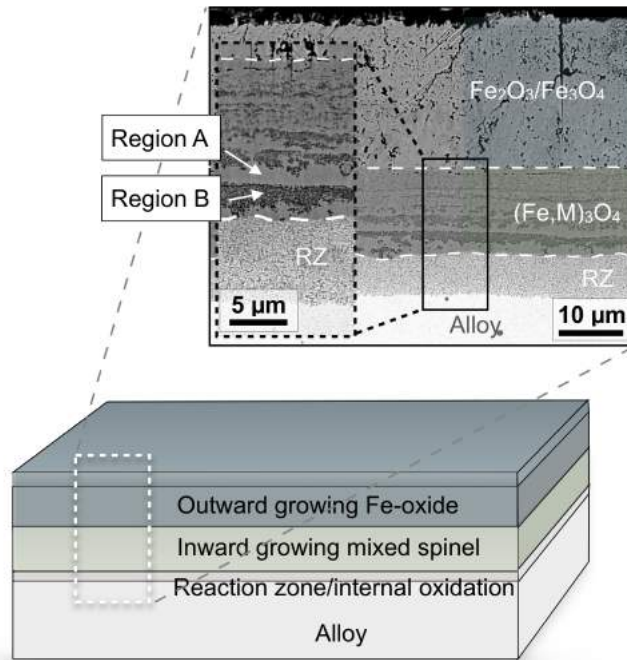 Fe₂O₃/Fe₃O₄
Region A
Region B
(Fe,M)₃O₄
RZ
RZ
5 µm
Alloy
10 µm
Outward growing Fe-oxide
Inward growing mixed spinel
Reaction zone/internal oxidation
Alloy